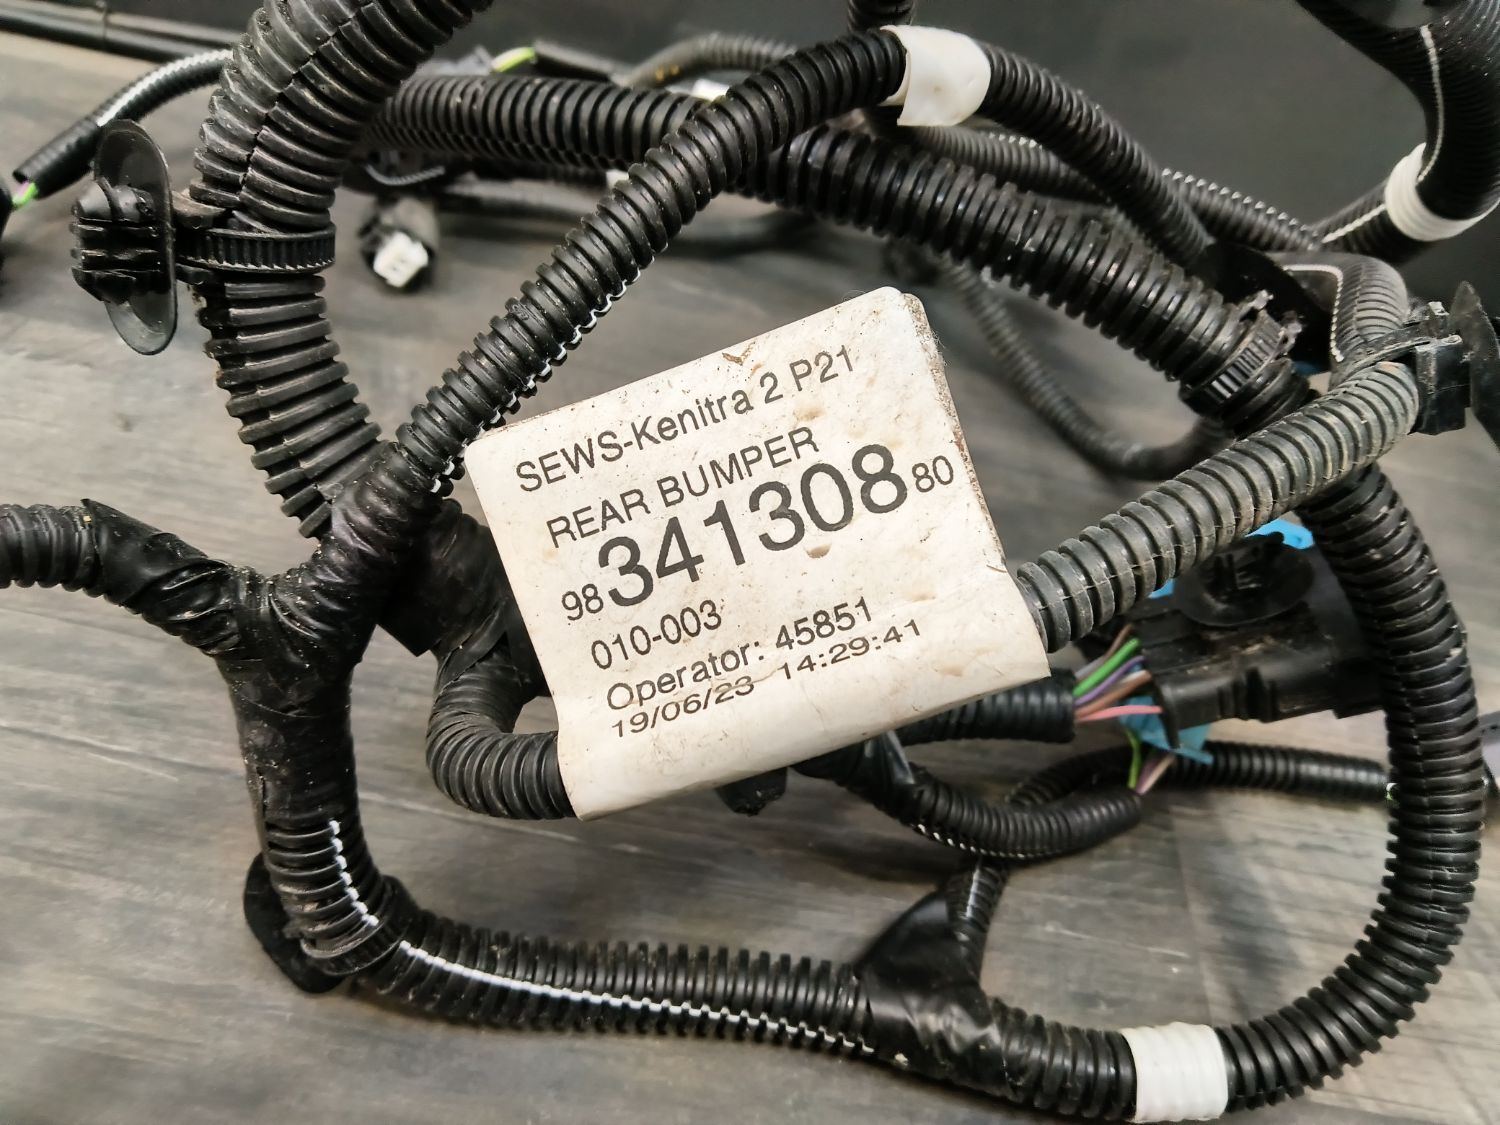 SEWS-Kenitra 2 P21
REAR BUMPER
98 341308 80
010-003
Operator: 45851
19/06/23 14:29:41